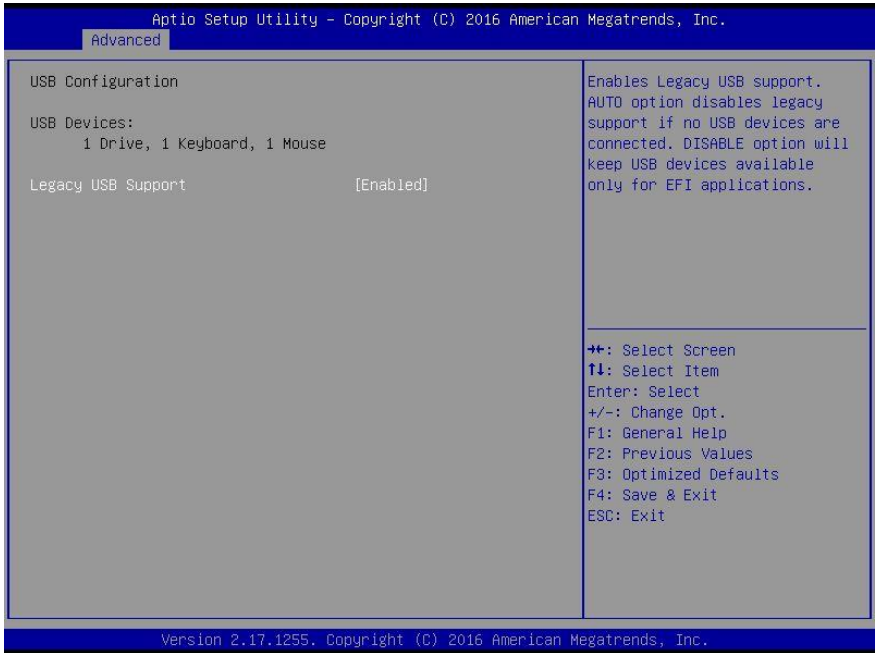 Aptio Setup Utility – Copyright (C) 2016 American Megatrends, Inc.
Advanced
USB Configuration
USB Devices:
1 Drive, 1 Keyboard, 1 Mouse
Legacy USB Support [Enabled]
Enables Legacy USB support.
AUTO option disables legacy
support if no USB devices are
connected. DISABLE option will
keep USB devices available
only for EFI applications.
→←: Select Screen
↑↓: Select Item
Enter: Select
+/-: Change Opt.
F1: General Help
F2: Previous Values
F3: Optimized Defaults
F4: Save & Exit
ESC: Exit
Version 2.17.1255. Copyright (C) 2016 American Megatrends, Inc.